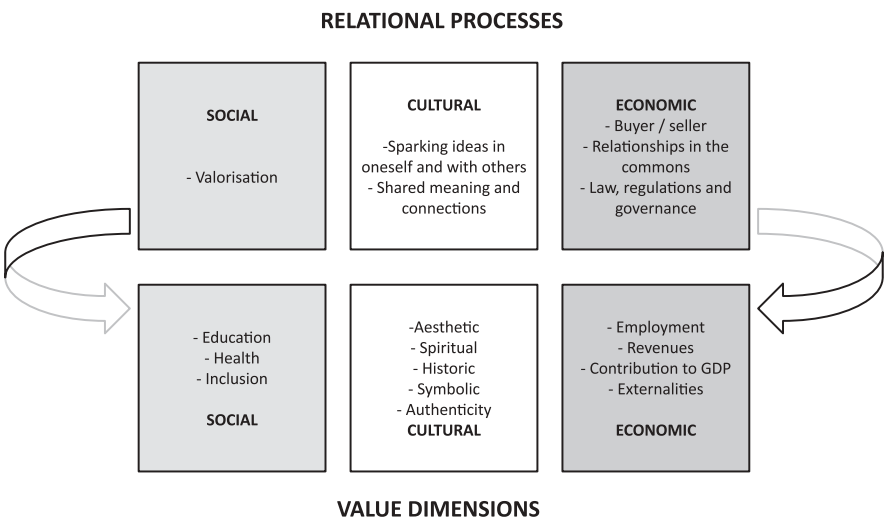 RELATIONAL PROCESSES
SOCIAL
- Valorisation
CULTURAL
-Sparking ideas in
oneself and with others
- Shared meaning and
connections
ECONOMIC
- Buyer / seller
- Relationships in the
commons
- Law, regulations and
governance
- Education
- Health
- Inclusion
SOCIAL
-Aesthetic
- Spiritual
- Historic
- Symbolic
- Authenticity
CULTURAL
- Employment
- Revenues
- Contribution to GDP
- Externalities
ECONOMIC
VALUE DIMENSIONS